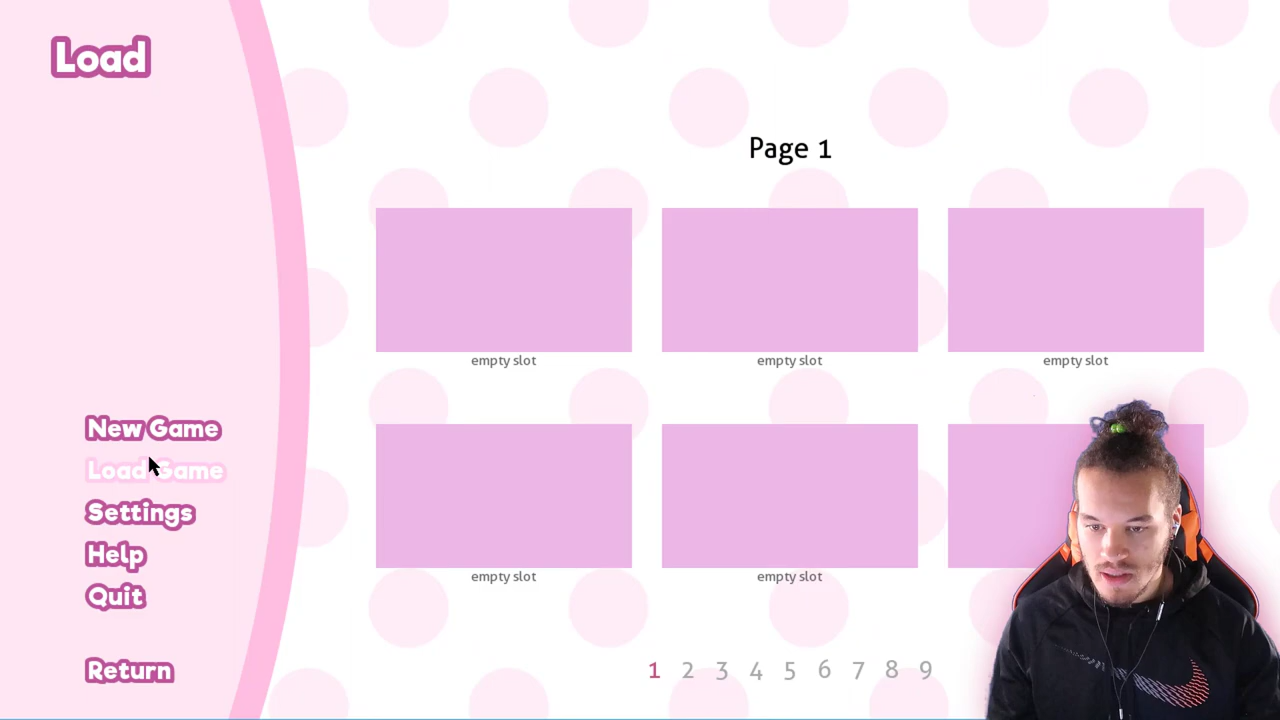 Load
Page 1
empty slot
empty slot
empty slot
New Game
Load Game
Settings
Help
Quit
Return
empty slot
empty slot
1 2 3 4 5 6 7 8 9